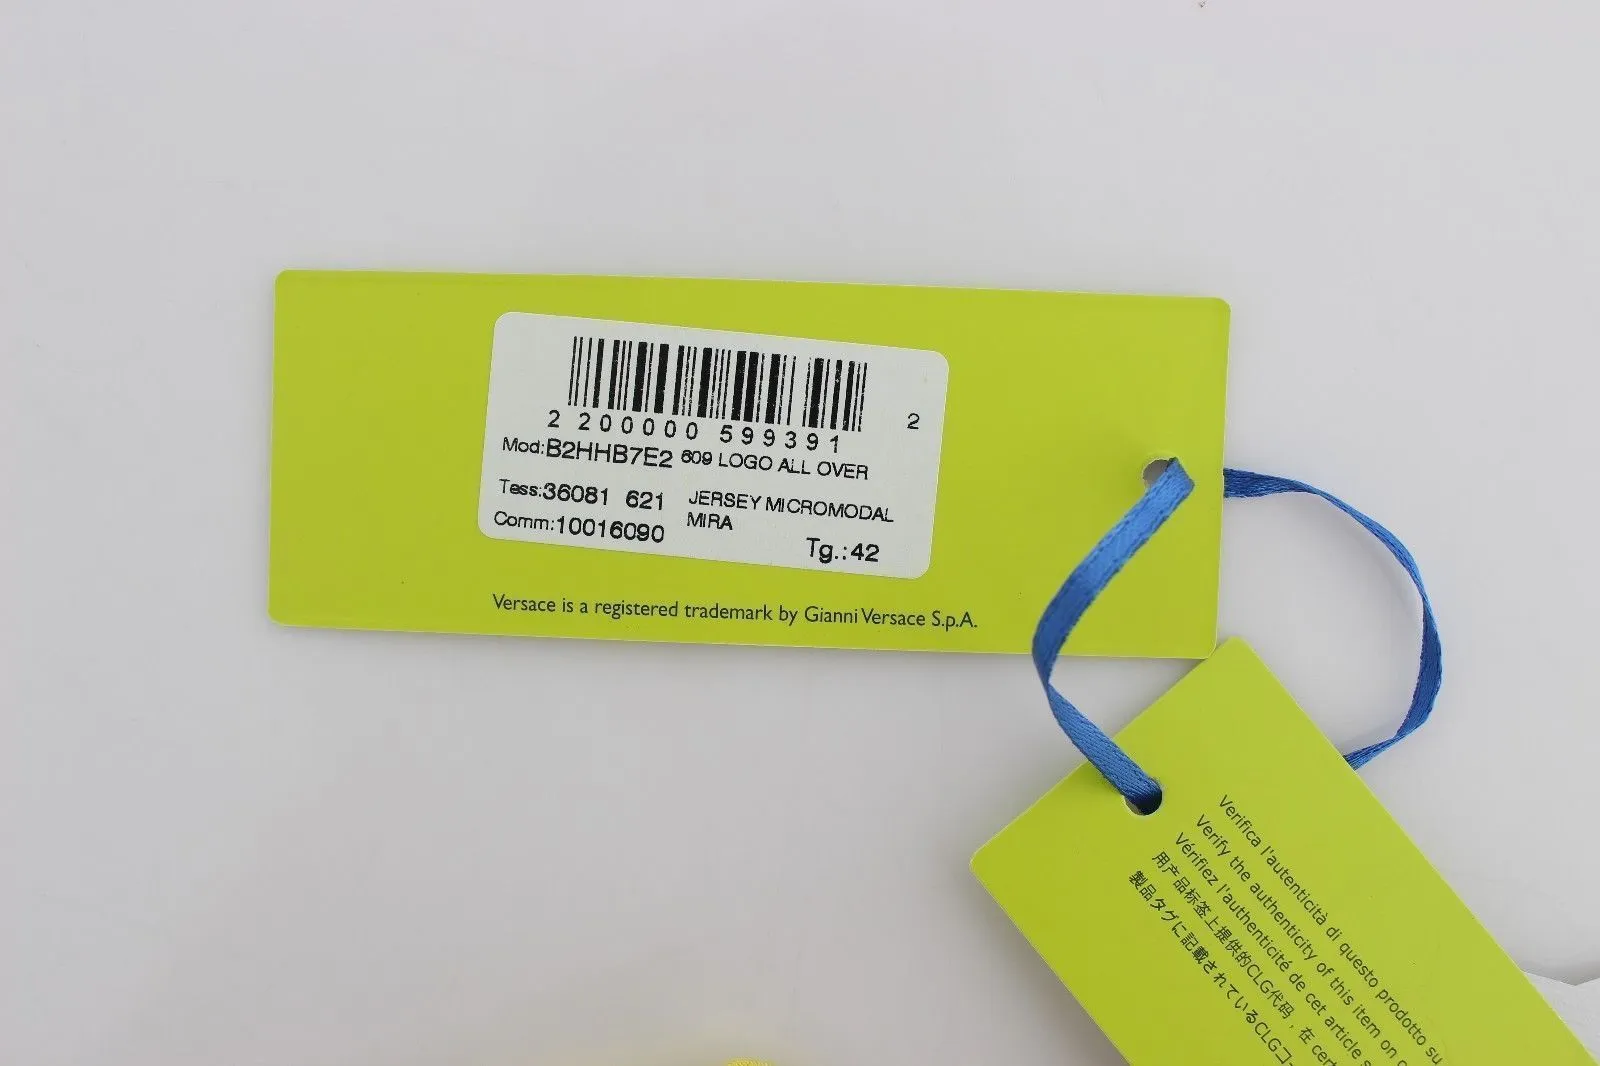 2 200000 599391
2
Mod:B2HHB7E2 609 LOGO ALL OVER
Tess:36081 621 JERSEY MICROMODAL
MIRA
Comm:10016090
Tg.:42
Versace is a registered trademark by Gianni Versace S.p.A.
Verifica l'autenticità di questo prodotto su
Verify the authenticity of this item on
Vérifiez l'authenticité de cet article
用产品标签上提供的CLG代码，在 cert
製品タグに記載されているCLGコー